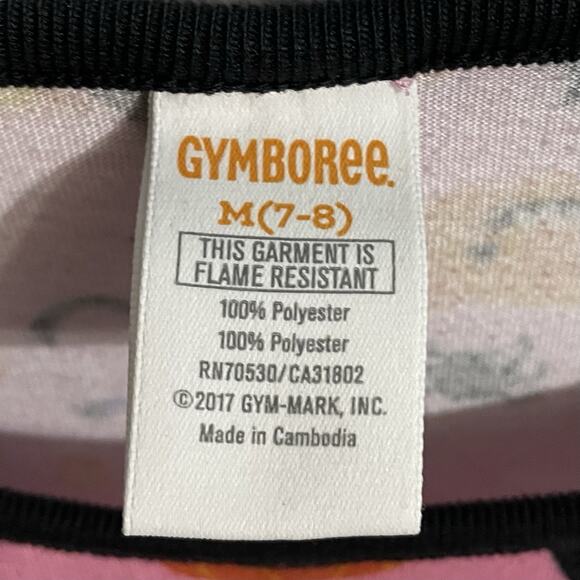 GYMBOREE.
M(7-8)
THIS GARMENT IS
FLAME RESISTANT
100% Polyester
100% Polyester
RN70530/CA31802
©2017 GYM-MARK, INC.
Made in Cambodia